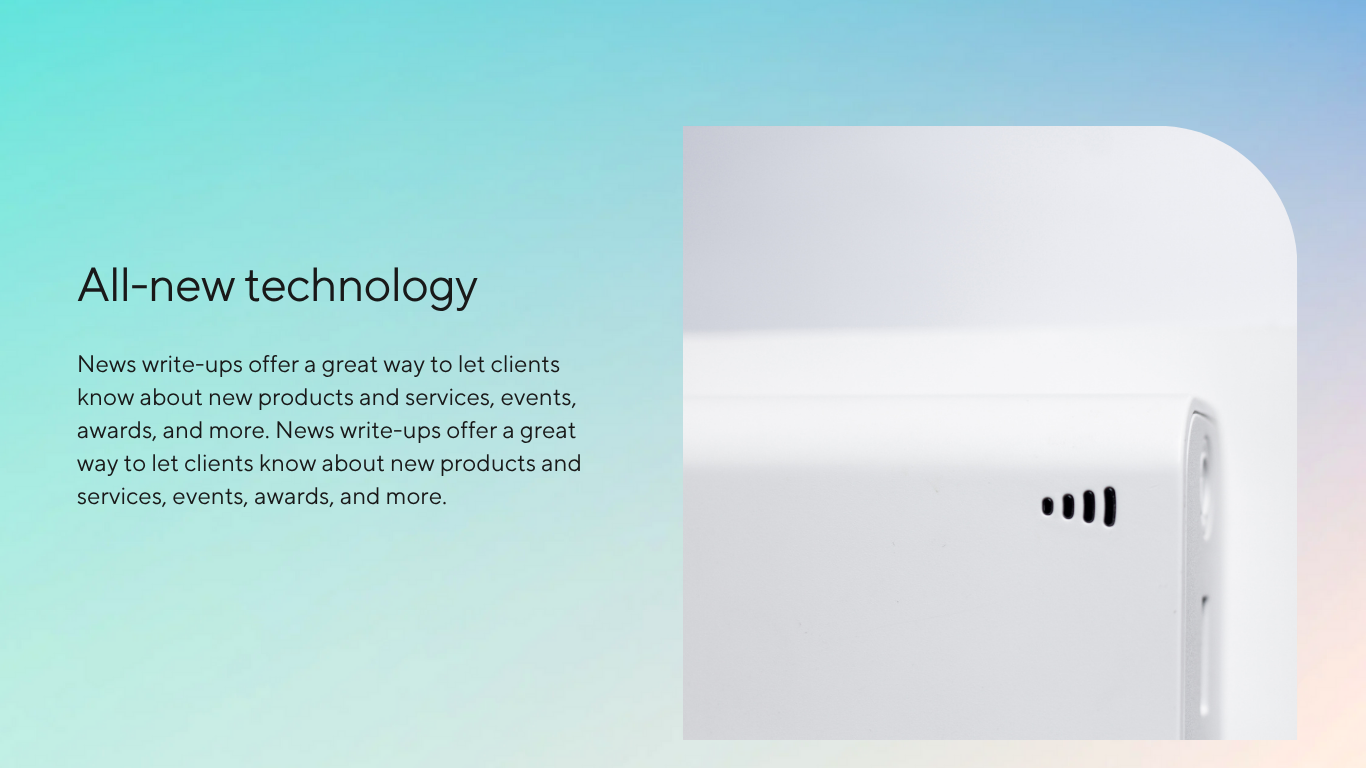 All-new technology
News write-ups offer a great way to let clients
know about new products and services, events,
awards, and more. News write-ups offer a great
way to let clients know about new products and
services, events, awards, and more.